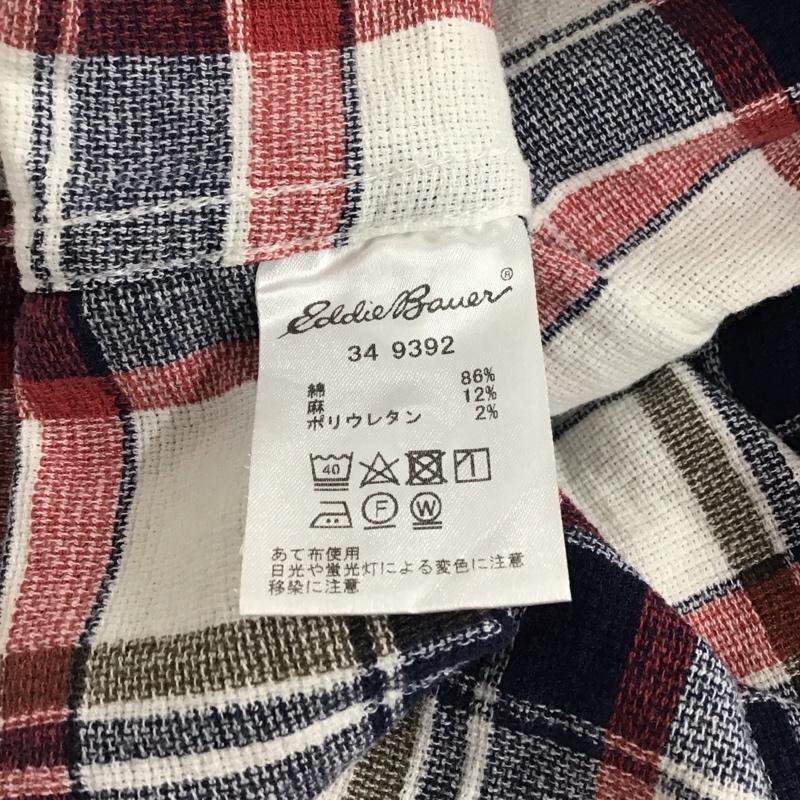 Eddie Bauer®
34 9392
綿 86%
麻 12%
ポリウレタン 2%
40
F W
あて布使用
日光や蛍光灯による変色に注意
移染に注意